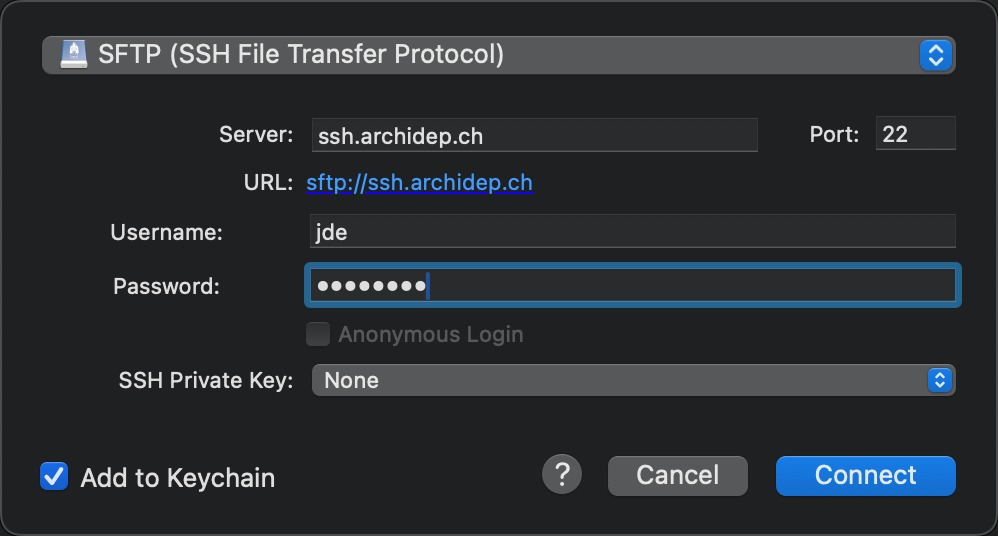 SFTP (SSH File Transfer Protocol)
Server: ssh.archidep.ch Port: 22
URL: sftp://ssh.archidep.ch
Username: jde
Password: ••••••••
Anonymous Login
SSH Private Key: None
Add to Keychain ? Cancel Connect